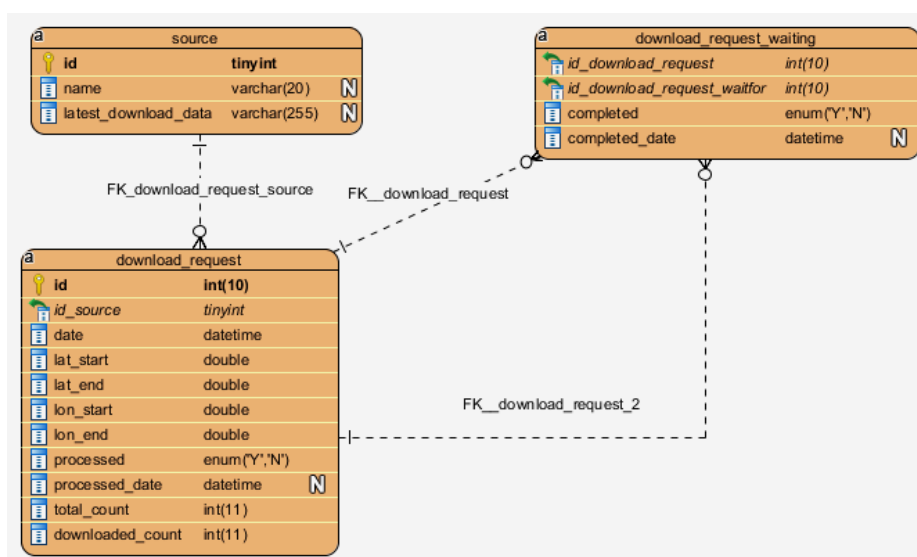 source
id tinyint
name varchar(20) N
latest_download_data varchar(255) N
download_request_waiting
id_download_request int(10)
id_download_request_waitfor int(10)
completed enum('Y','N')
completed_date datetime N
FK_download_request_source
FK__download_request
download_request
id int(10)
id_source tinyint
date datetime
lat_start double
lat_end double
lon_start double
lon_end double
processed enum('Y','N')
processed_date datetime N
total_count int(11)
downloaded_count int(11)
FK__download_request_2